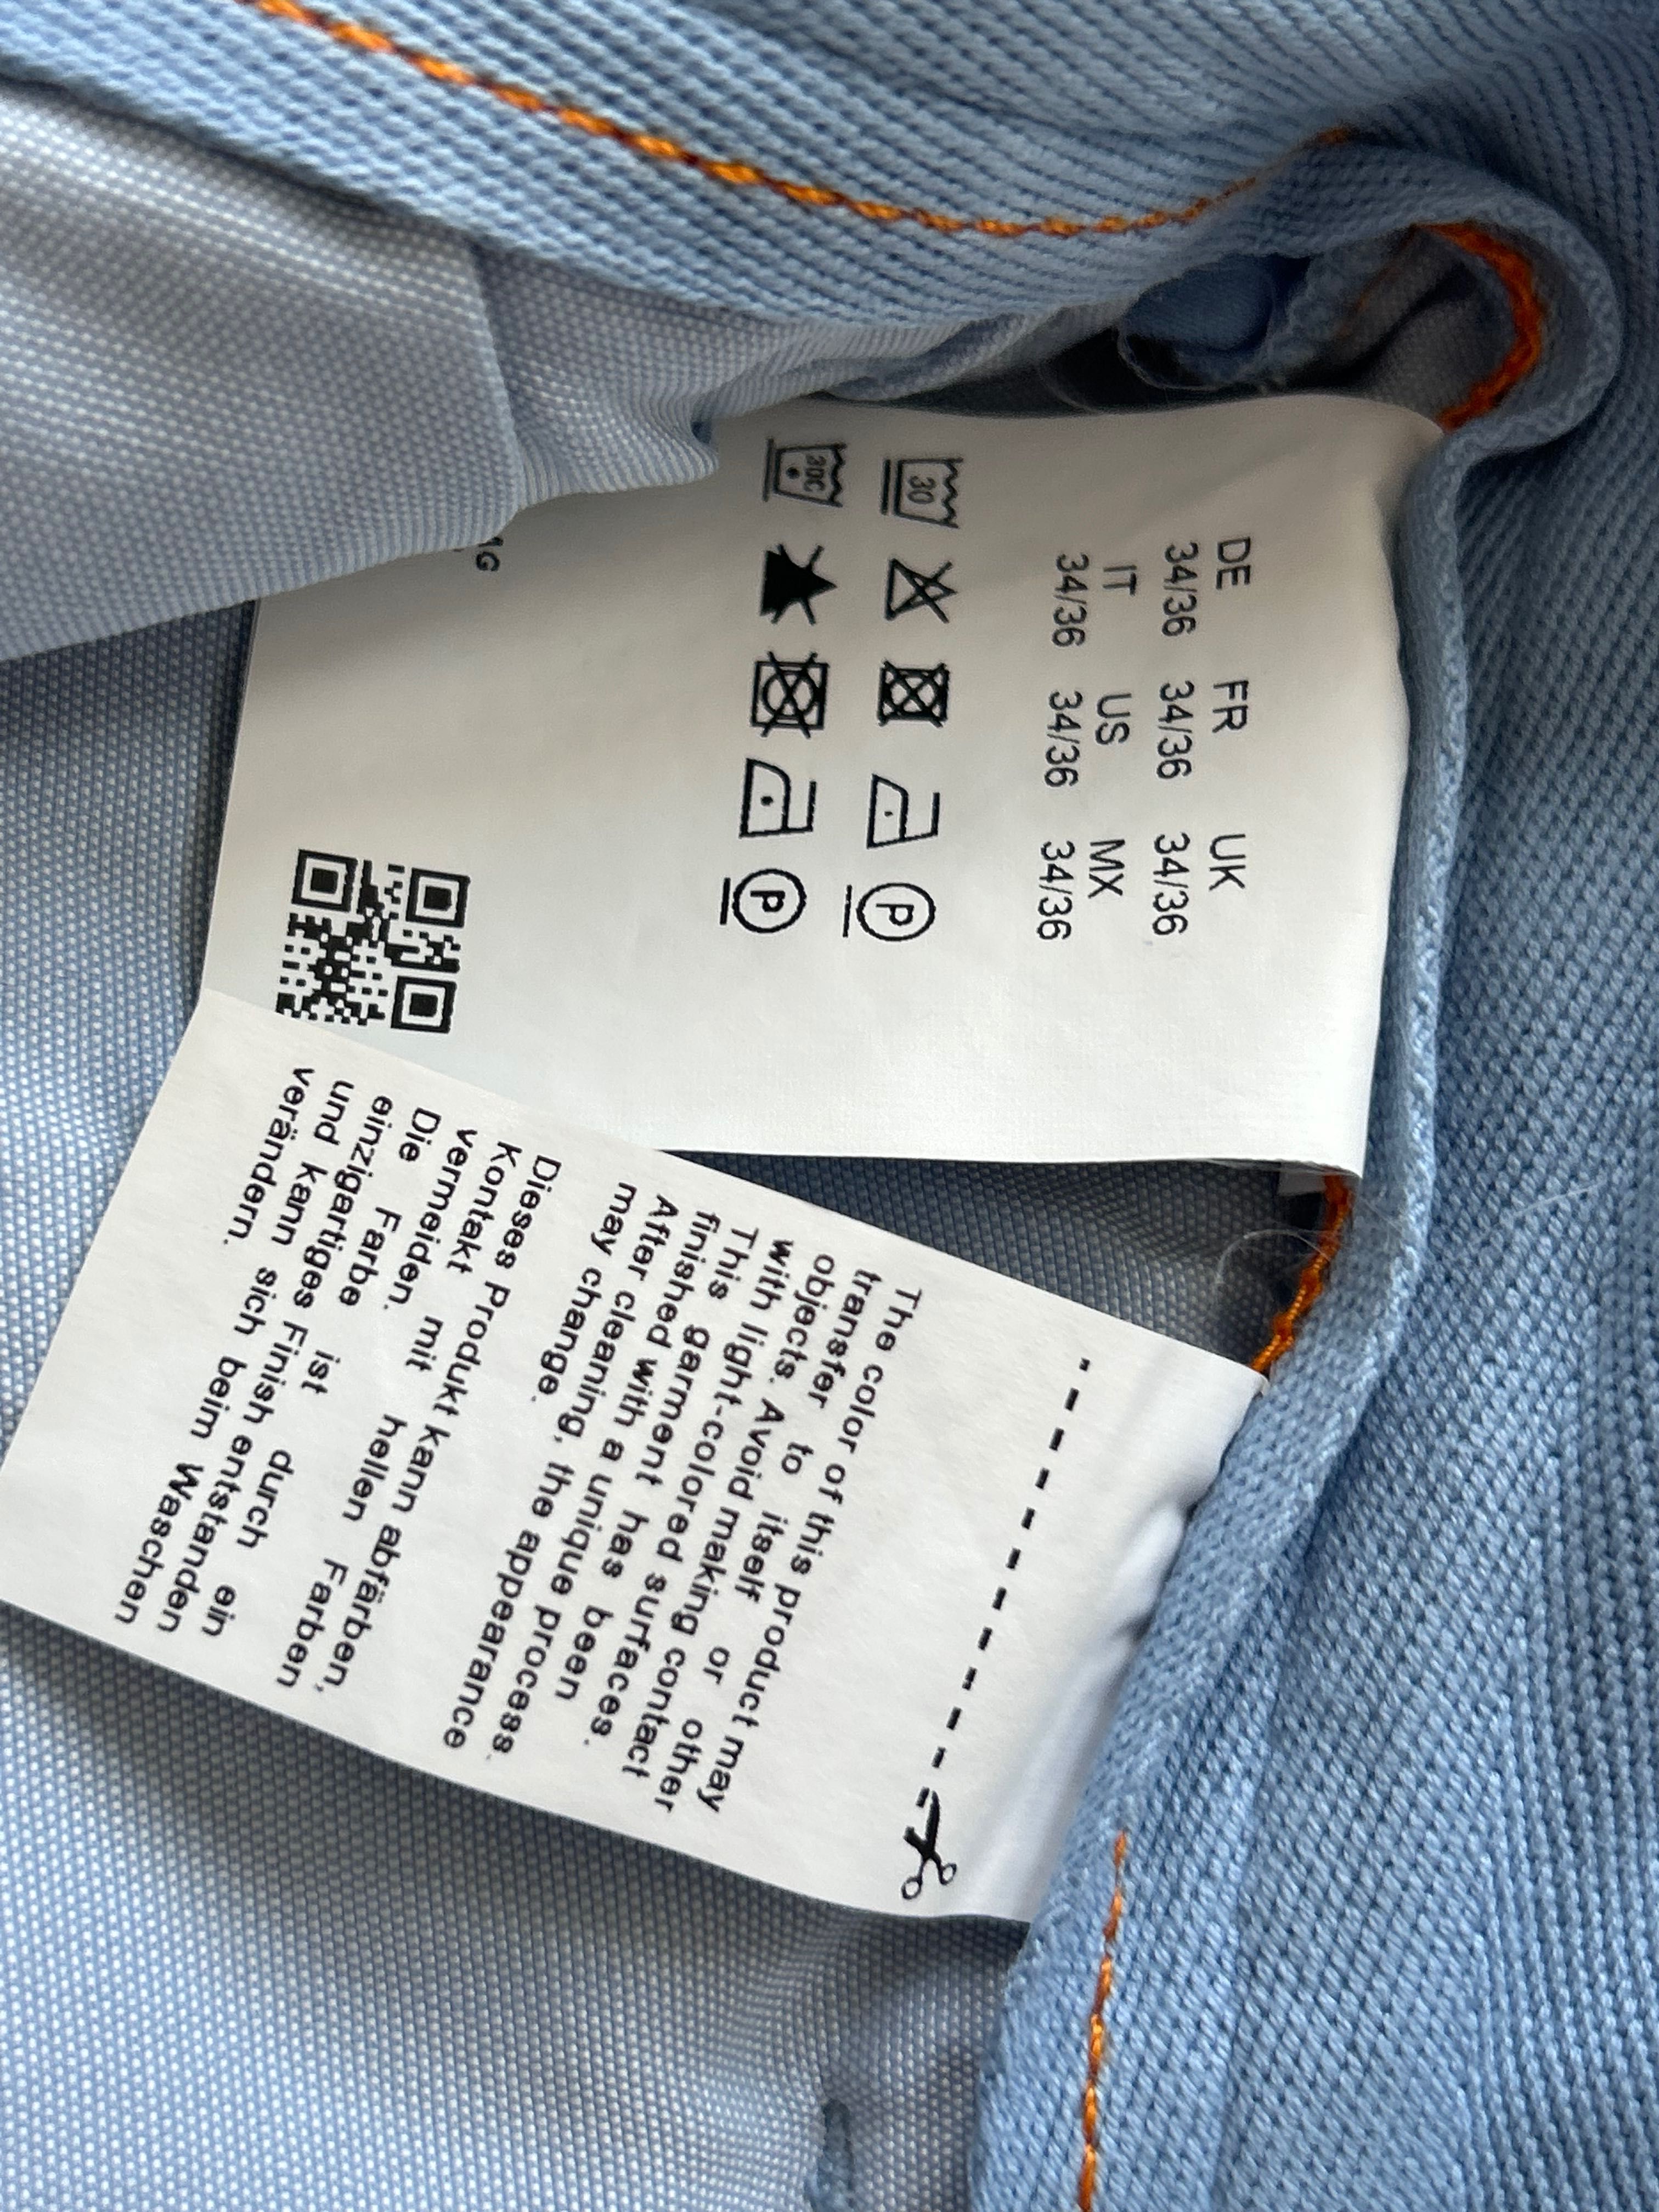 DE FR UK
34/36 34/36 34/36
IT US MX
34/36 34/36 34/36
30
P
30C
P
The color of this product may
transfer to itself or other
objects. Avoid making contact
with light-colored surfaces.
This garment has been
finished with a unique process.
After cleaning, the appearance
may change.
Dieses Produkt kann abfärben,
Kontakt mit hellen Farben
vermeiden.
Die Farbe ist durch ein
einzigartiges Finish entstanden
und kann sich beim Waschen
verändern.